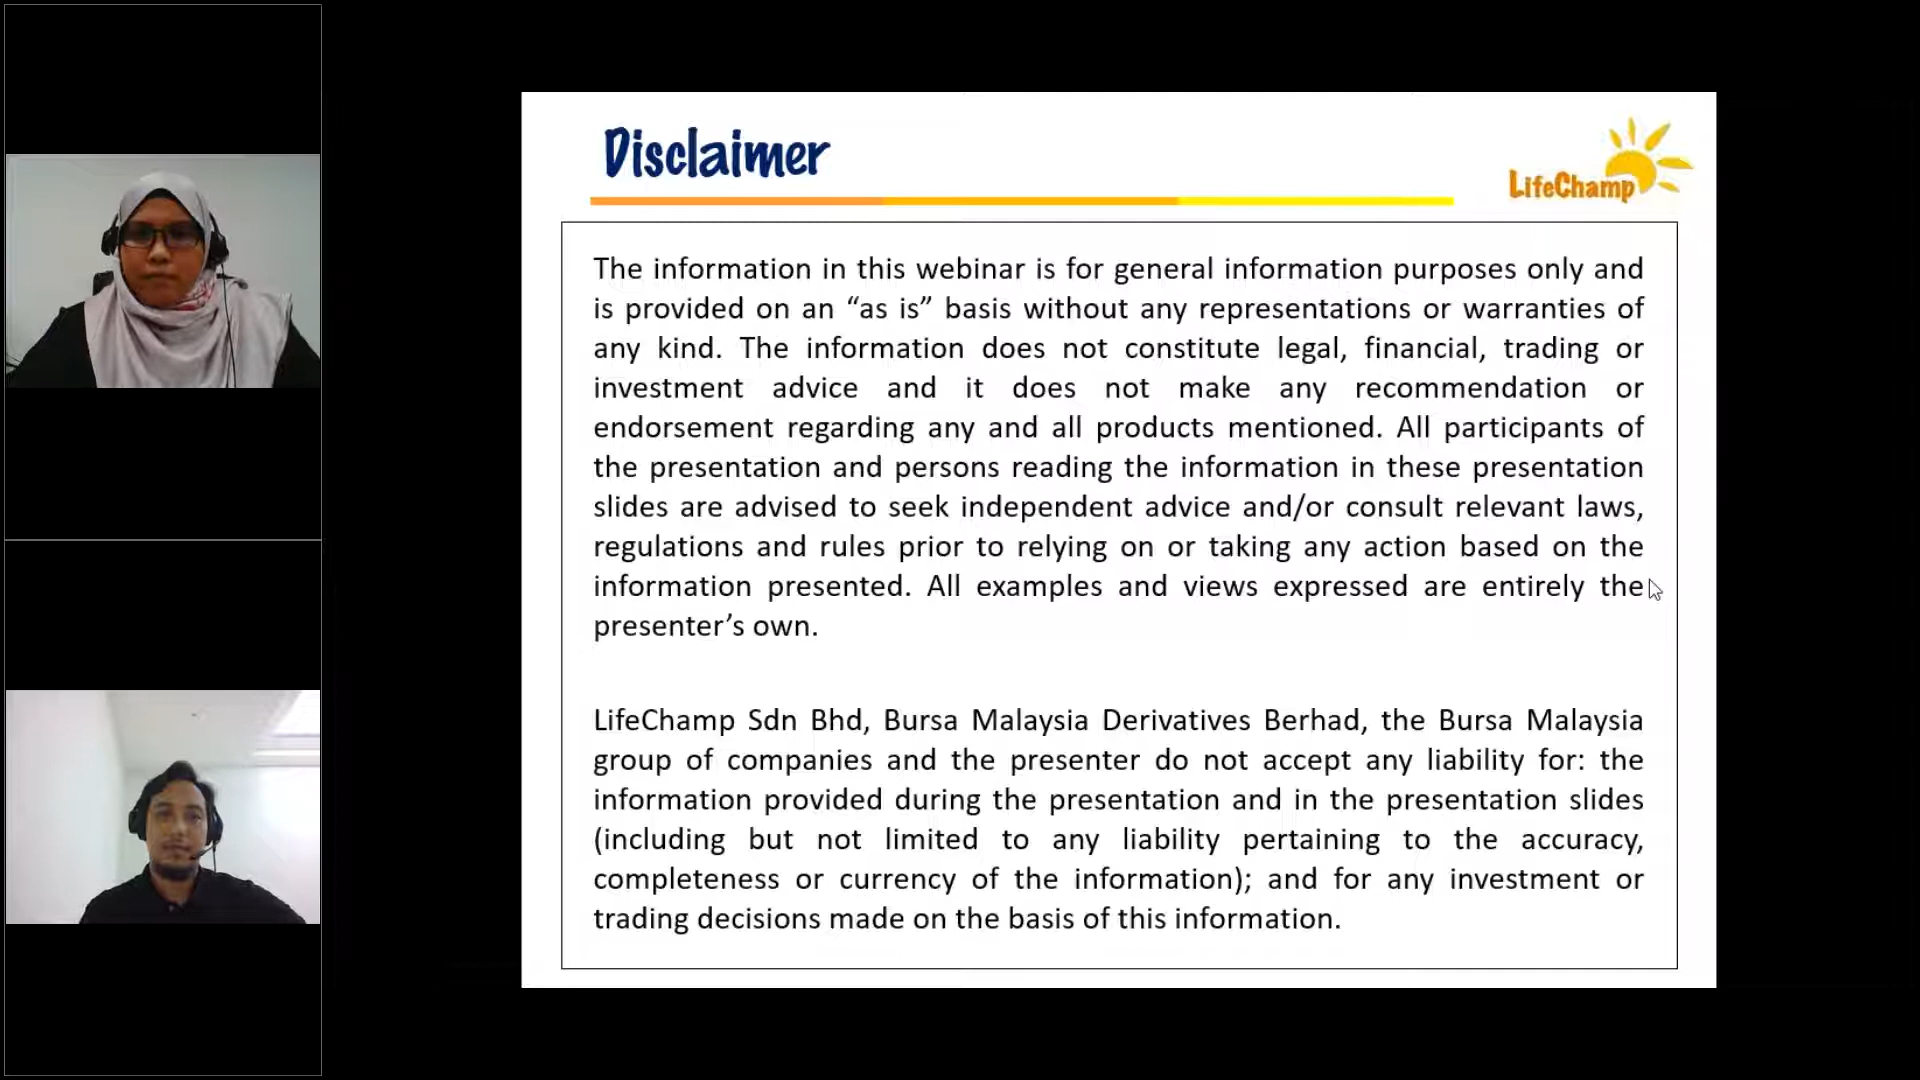 Disclaimer
LifeChamp
The information in this webinar is for general information purposes only and
is provided on an “as is” basis without any representations or warranties of
any kind. The information does not constitute legal, financial, trading or
investment advice and it does not make any recommendation or
endorsement regarding any and all products mentioned. All participants of
the presentation and persons reading the information in these presentation
slides are advised to seek independent advice and/or consult relevant laws,
regulations and rules prior to relying on or taking any action based on the
information presented. All examples and views expressed are entirely the
presenter’s own.
LifeChamp Sdn Bhd, Bursa Malaysia Derivatives Berhad, the Bursa Malaysia
group of companies and the presenter do not accept any liability for: the
information provided during the presentation and in the presentation slides
(including but not limited to any liability pertaining to the accuracy,
completeness or currency of the information); and for any investment or
trading decisions made on the basis of this information.